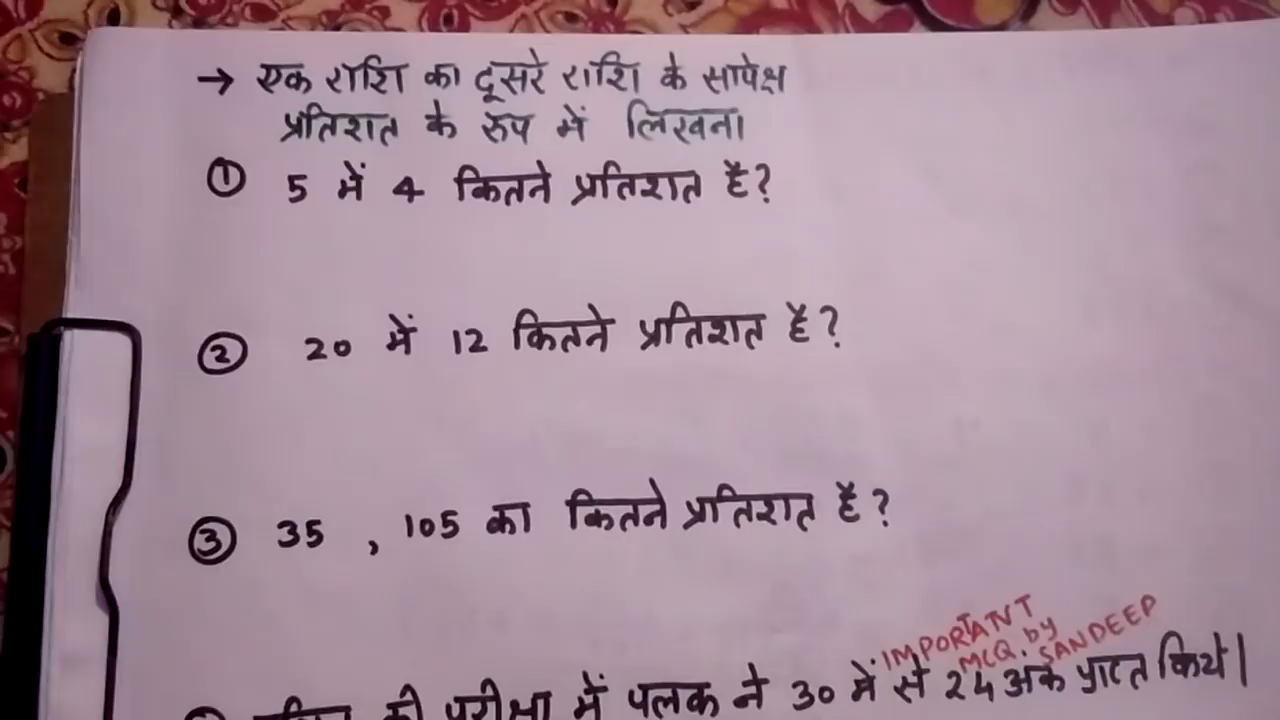 → एक राशि का दूसरे राशि के सापेक्ष
प्रतिशत के रूप में लिखना
① 5 में 4 कितने प्रतिशत है?
② 20 में 12 कितने प्रतिशत है?
③ 35 , 105 का कितने प्रतिशत है?
IMPORTANT
MCQ. by
SANDEEP
की परीक्षा में पलक ने 30 में से 24 अंक प्राप्त किये।